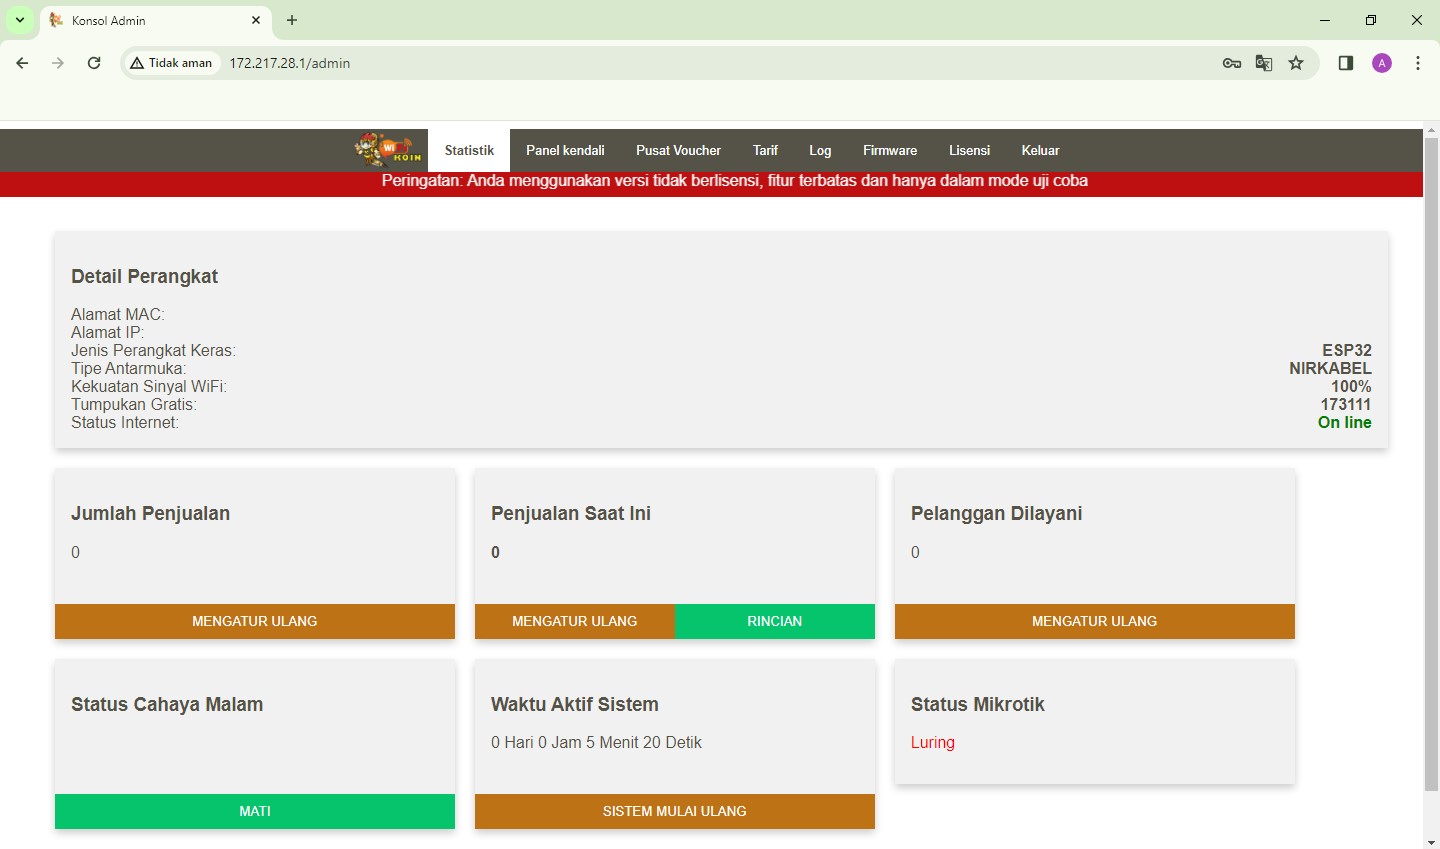 Konsol Admin
Tidak aman 172.217.28.1/admin
A
WI KOIN
Statistik Panel kendali Pusat Voucher Tarif Log Firmware Lisensi Keluar
Peringatan: Anda menggunakan versi tidak berlisensi, fitur terbatas dan hanya dalam mode uji coba
Detail Perangkat
Alamat MAC:
Alamat IP:
Jenis Perangkat Keras: ESP32
Tipe Antarmuka: NIRKABEL
Kekuatan Sinyal WiFi: 100%
Tumpukan Gratis: 173111
Status Internet: On line
Jumlah Penjualan
0
MENGATUR ULANG
Penjualan Saat Ini
0
MENGATUR ULANG RINCIAN
Pelanggan Dilayani
0
MENGATUR ULANG
Status Cahaya Malam
MATI
Waktu Aktif Sistem
0 Hari 0 Jam 5 Menit 20 Detik
SISTEM MULAI ULANG
Status Mikrotik
Luring